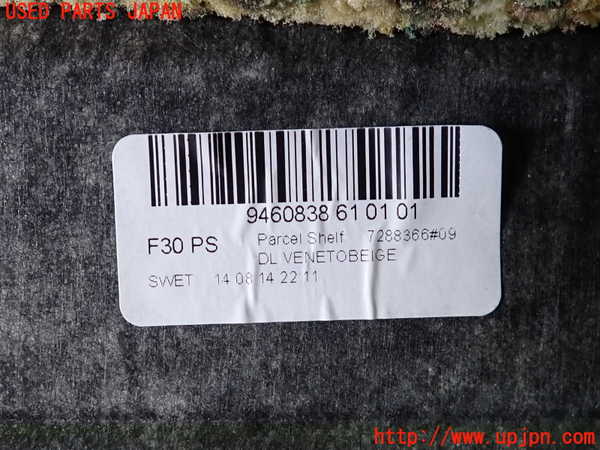 USED PARTS JAPAN
9460838 61 01 01
F30 PS Parcel Shelf 7288366#09
DL VENETOBEIGE
SWET 14 08 14 22 11
http://www.upjpn.com/